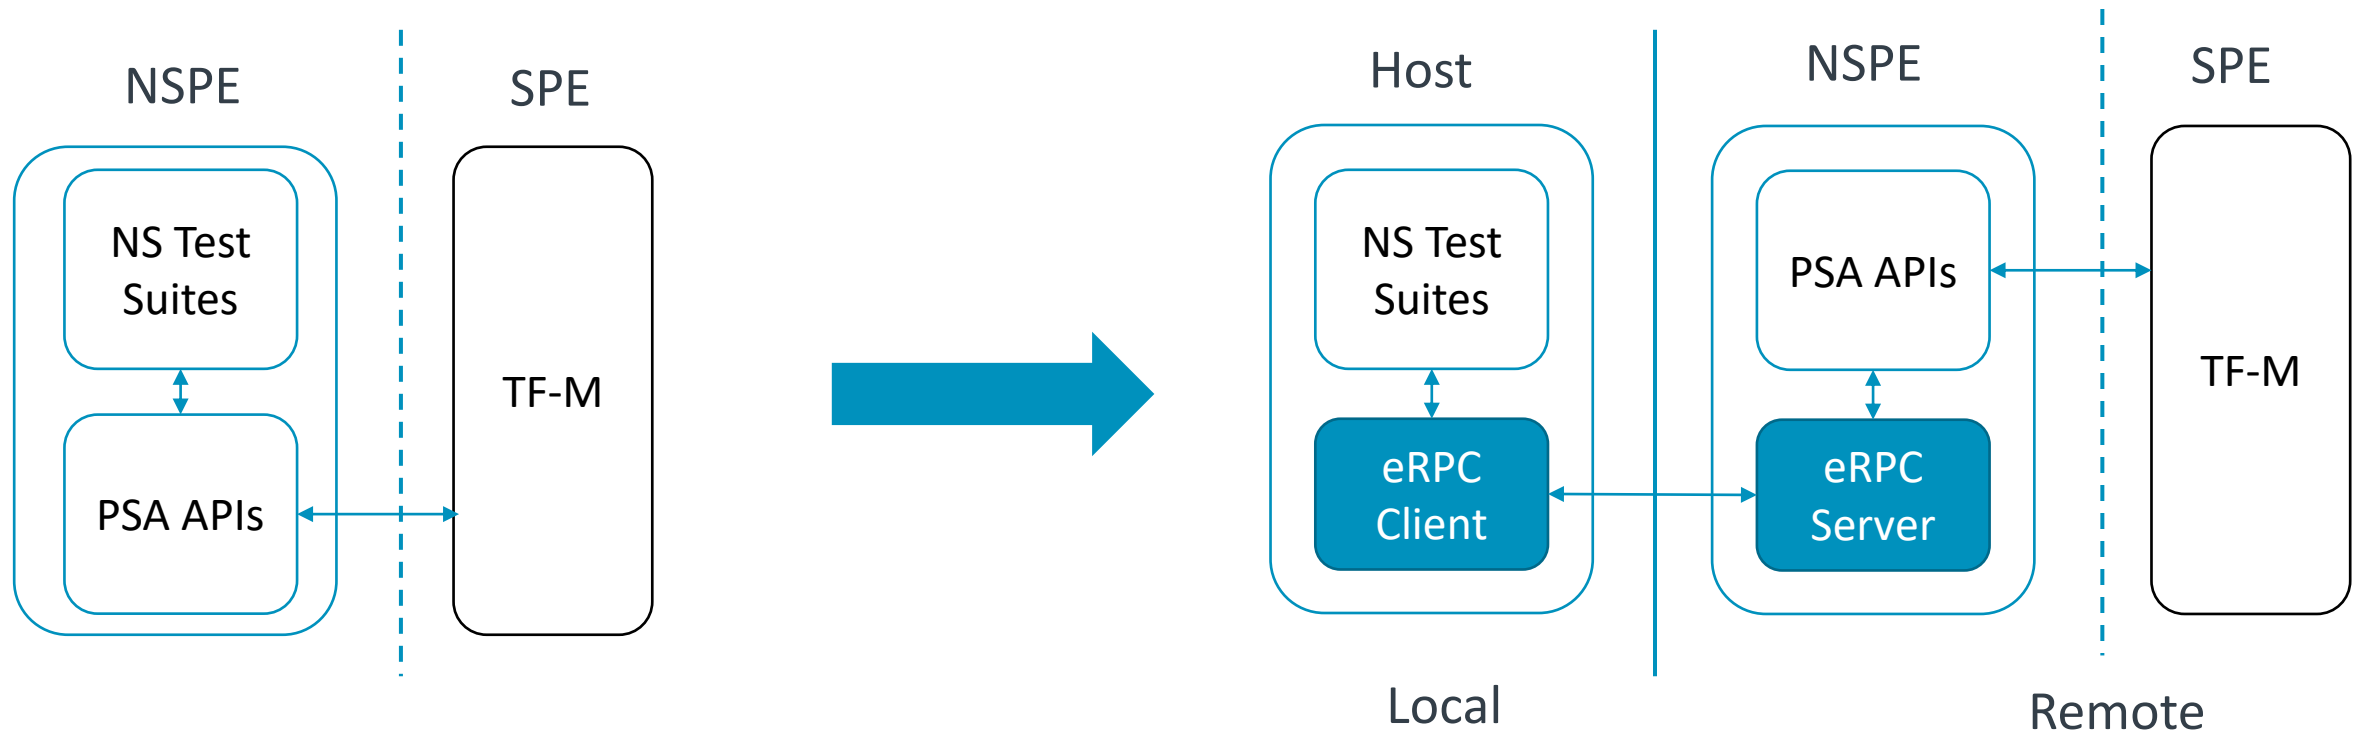 NSPE
SPE
NS Test
Suites
PSA APIs
TF-M
Host
NSPE
SPE
NS Test
Suites
eRPC
Client
PSA APIs
eRPC
Server
TF-M
Local
Remote